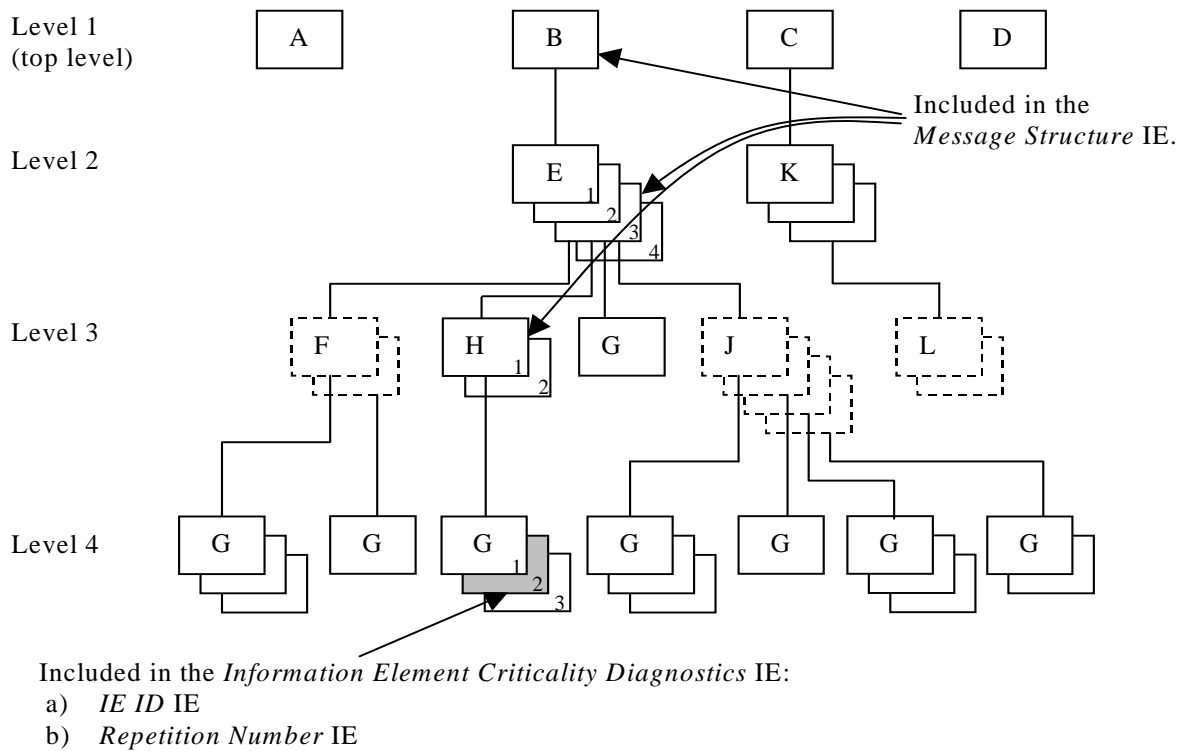 Level 1
(top level)
A B C D
Included in the
Message Structure IE.
Level 2
E K
1
2
3
4
Level 3
F H G J L
1
2
Level 4
G G G G G G G
1
2
3
Included in the Information Element Criticality Diagnostics IE:
a) IE ID IE
b) Repetition Number IE